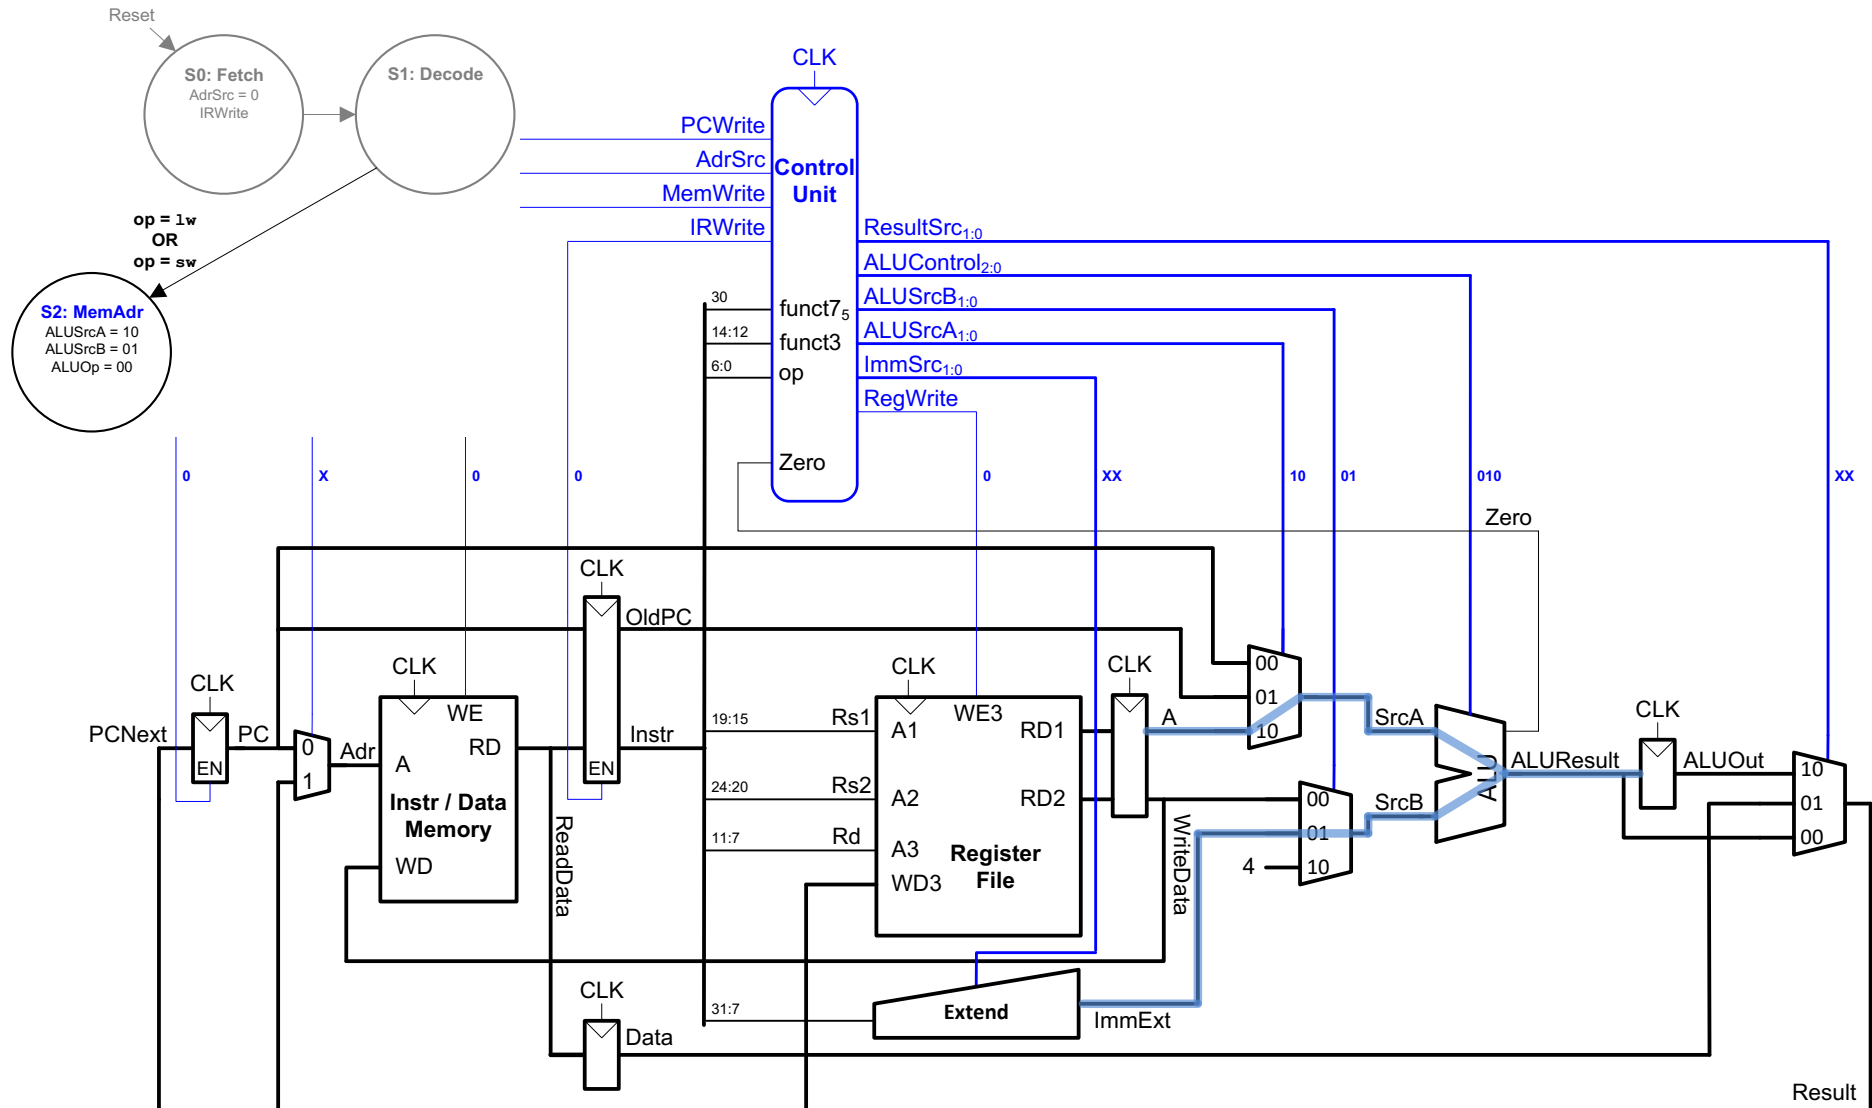 Reset
S0: Fetch
AdrSrc = 0
IRWrite
S1: Decode
op = lw
OR
op = sw
S2: MemAdr
ALUSrcA = 10
ALUSrcB = 01
ALUOp = 00
CLK
Control
Unit
PCWrite
AdrSrc
MemWrite
IRWrite
ResultSrc1:0
ALUControl2:0
ALUSrcB1:0
ALUSrcA1:0
ImmSrc1:0
RegWrite
30
funct75
14:12
funct3
6:0
op
Zero
0
X
0
0
0
XX
10
01
010
XX
Zero
CLK
OldPC
EN
Instr
PCNext
CLK
EN
PC
0
1
Adr
CLK
WE
A
RD
Instr / Data
Memory
WD
ReadData
19:15
Rs1
24:20
Rs2
11:7
Rd
CLK
WE3
A1
RD1
A2
RD2
A3
WD3
Register
File
CLK
A
WriteData
00
01
10
00
01
10
4
SrcA
SrcB
ALU
ALUResult
CLK
ALUOut
10
01
00
31:7
Extend
ImmExt
CLK
Data
Result